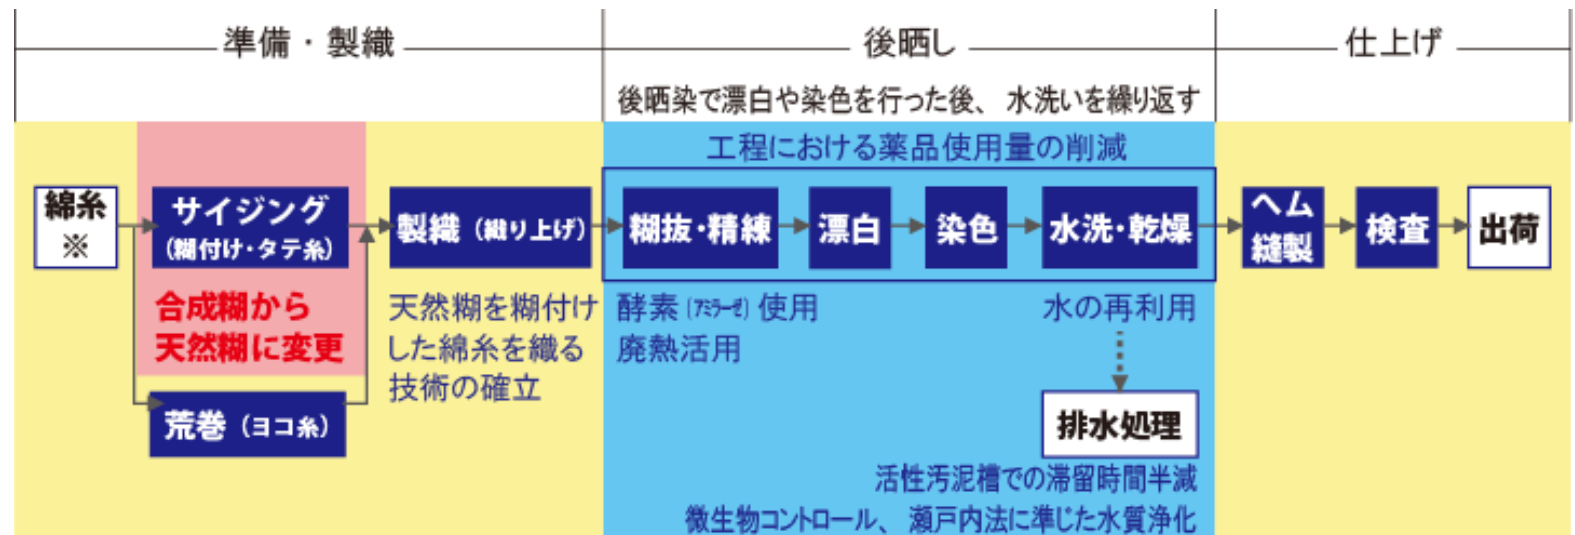 準備・製織
後晒し
仕上げ
後晒染で漂白や染色を行った後、水洗いを繰り返す
工程における薬品使用量の削減
綿糸
※
サイジング
(糊付け・タテ糸)
製織(織り上げ)
糊抜・精練
漂白
染色
水洗・乾燥
ヘム
縫製
検査
出荷
合成糊から
天然糊に変更
天然糊を糊付け
した綿糸を織る
技術の確立
酵素(アミラーゼ)使用
廃熱活用
水の再利用
荒巻(ヨコ糸)
排水処理
活性汚泥槽での滞留時間半減
微生物コントロール、瀬戸内法に準じた水質浄化